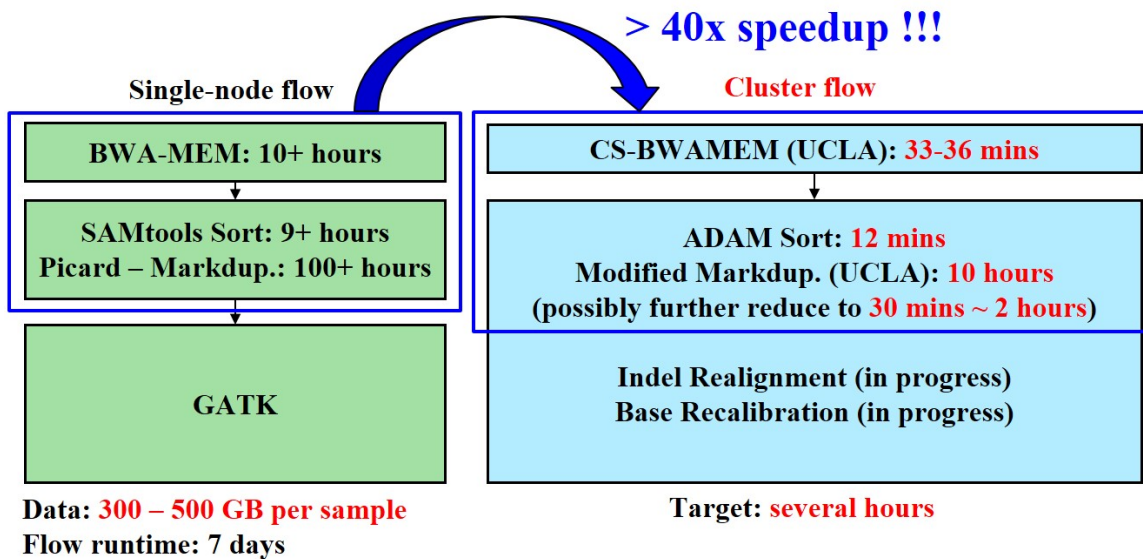 > 40x speedup !!!
Single-node flow
BWA-MEM: 10+ hours
SAMtools Sort: 9+ hours
Picard – Markdup.: 100+ hours
GATK
Data: 300 – 500 GB per sample
Flow runtime: 7 days
Cluster flow
CS-BWAMEM (UCLA): 33-36 mins
ADAM Sort: 12 mins
Modified Markdup. (UCLA): 10 hours
(possibly further reduce to 30 mins ~ 2 hours)
Indel Realignment (in progress)
Base Recalibration (in progress)
Target: several hours